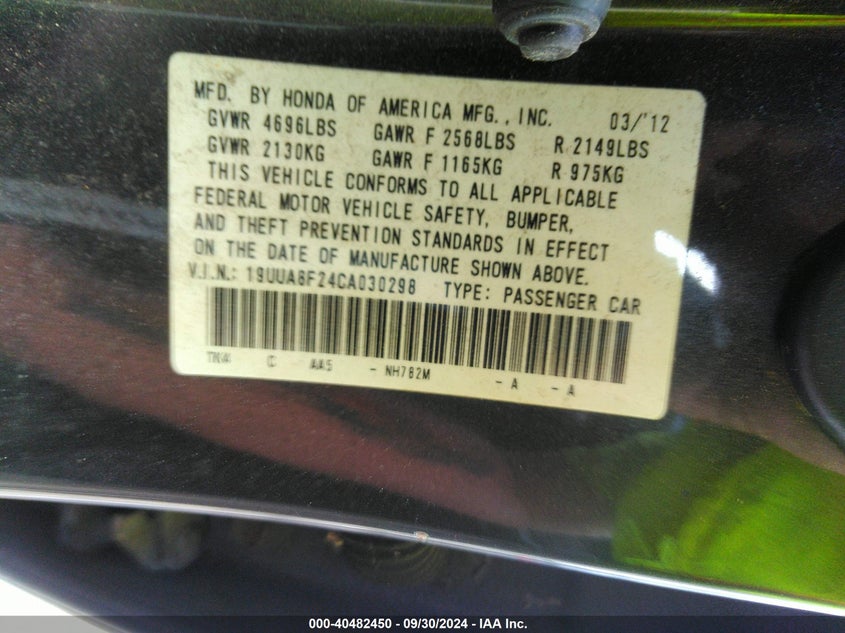 MFD. BY HONDA OF AMERICA MFG., INC. 03/'12
GVWR 4696LBS GAWR F 2568LBS R 2149LBS
GVWR 2130KG GAWR F 1165KG R 975KG
THIS VEHICLE CONFORMS TO ALL APPLICABLE
FEDERAL MOTOR VEHICLE SAFETY, BUMPER,
AND THEFT PREVENTION STANDARDS IN EFFECT
ON THE DATE OF MANUFACTURE SHOWN ABOVE.
V.I.N.: 19UUA8F24CA030298 TYPE: PASSENGER CAR
C AA5 - NH782M - A - A
000-40482450 - 09/30/2024 - IAA Inc.